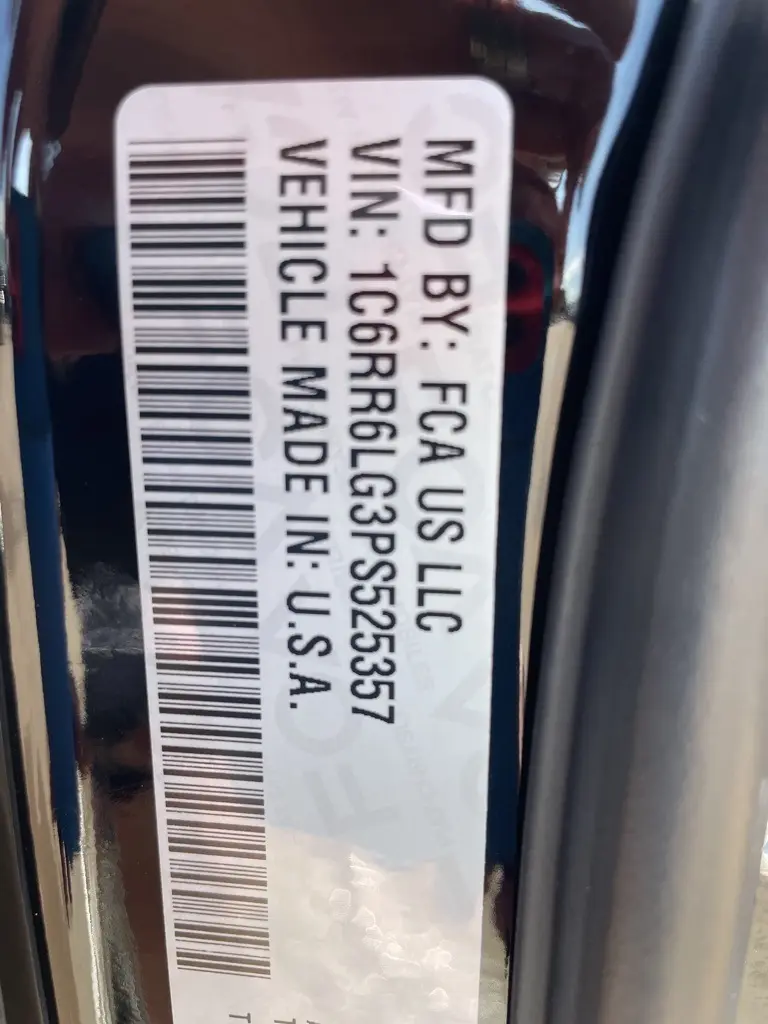 MFD BY: FCA US LLC
VIN: 1C6RR6LG3PS525357
VEHICLE MADE IN: U.S.A.